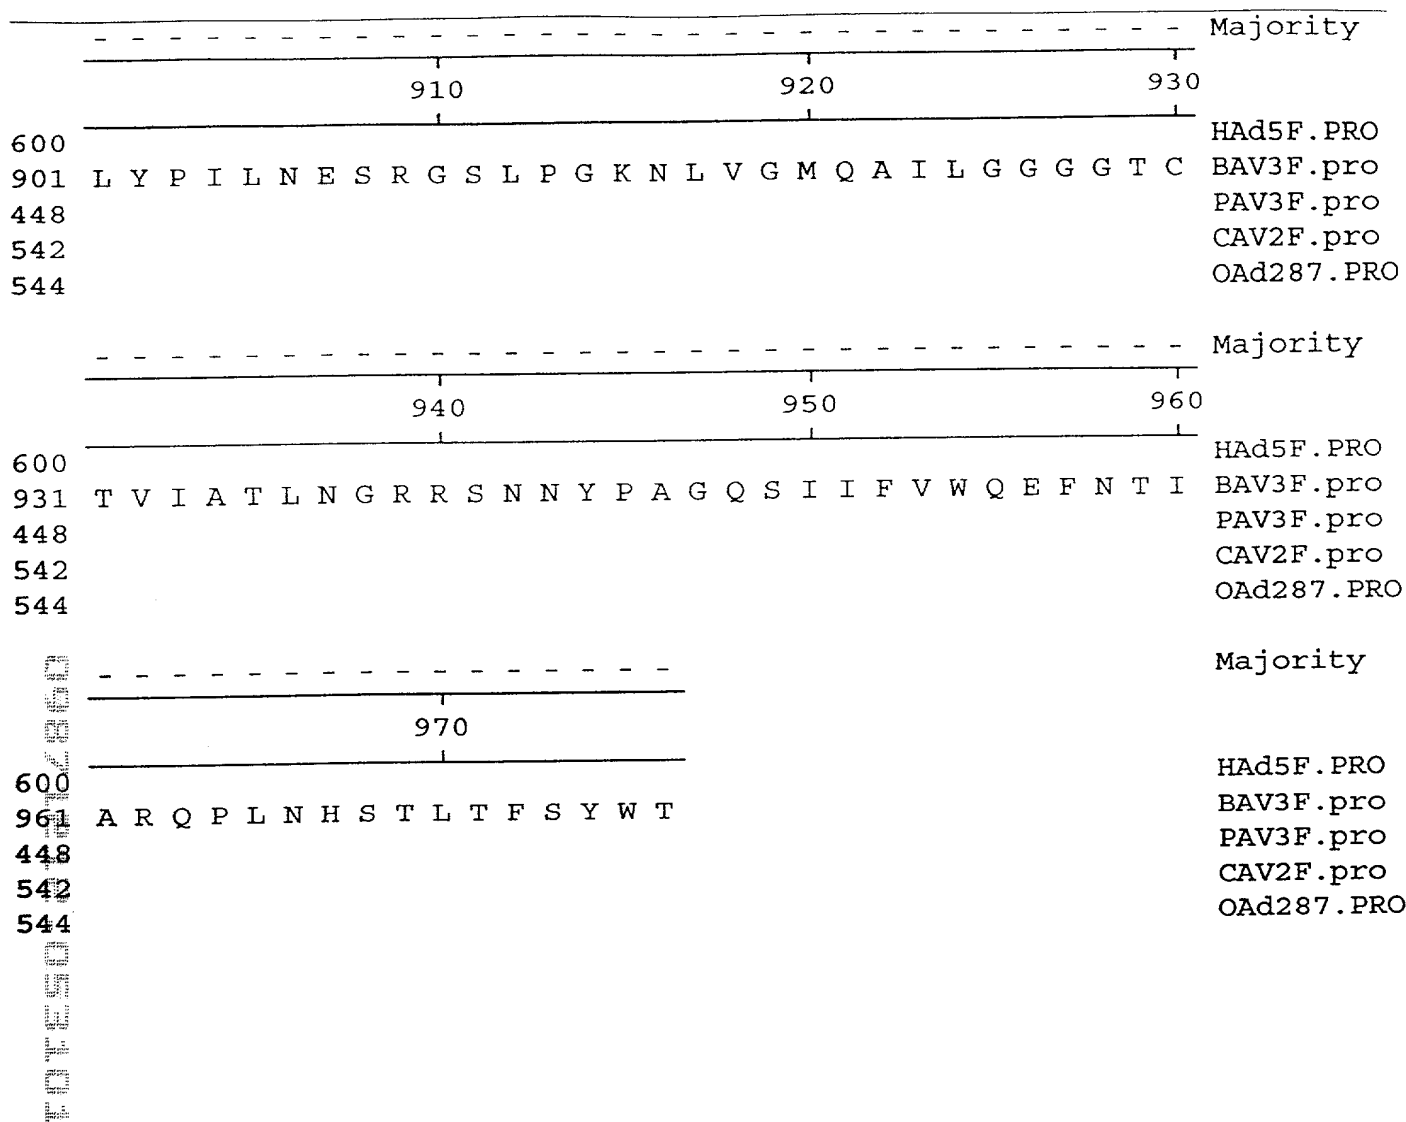 - - - - - - - - - - - - - - - - - - - - - - - - - - - - - - Majority
910 920 930
600 HAd5F.PRO
901 L Y P I L N E S R G S L P G K N L V G M Q A I L G G G G T C BAV3F.pro
448 PAV3F.pro
542 CAV2F.pro
544 OAd287.PRO
- - - - - - - - - - - - - - - - - - - - - - - - - - - - - - Majority
940 950 960
600 HAd5F.PRO
931 T V I A T L N G R R S N N Y P A G Q S I I F V W Q E F N T I BAV3F.pro
448 PAV3F.pro
542 CAV2F.pro
544 OAd287.PRO
- - - - - - - - - - - - - - - - Majority
970
600 HAd5F.PRO
961 A R Q P L N H S T L T F S Y W T BAV3F.pro
448 PAV3F.pro
542 CAV2F.pro
544 OAd287.PRO